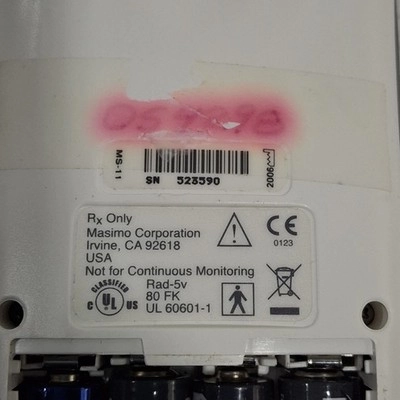 MS-11
SN 523590
2006
Rx Only
Masimo Corporation
Irvine, CA 92618
USA
Not for Continuous Monitoring
CE
0123
CLASSIFIED
C UL US
Rad-5v
80 FK
UL 60601-1